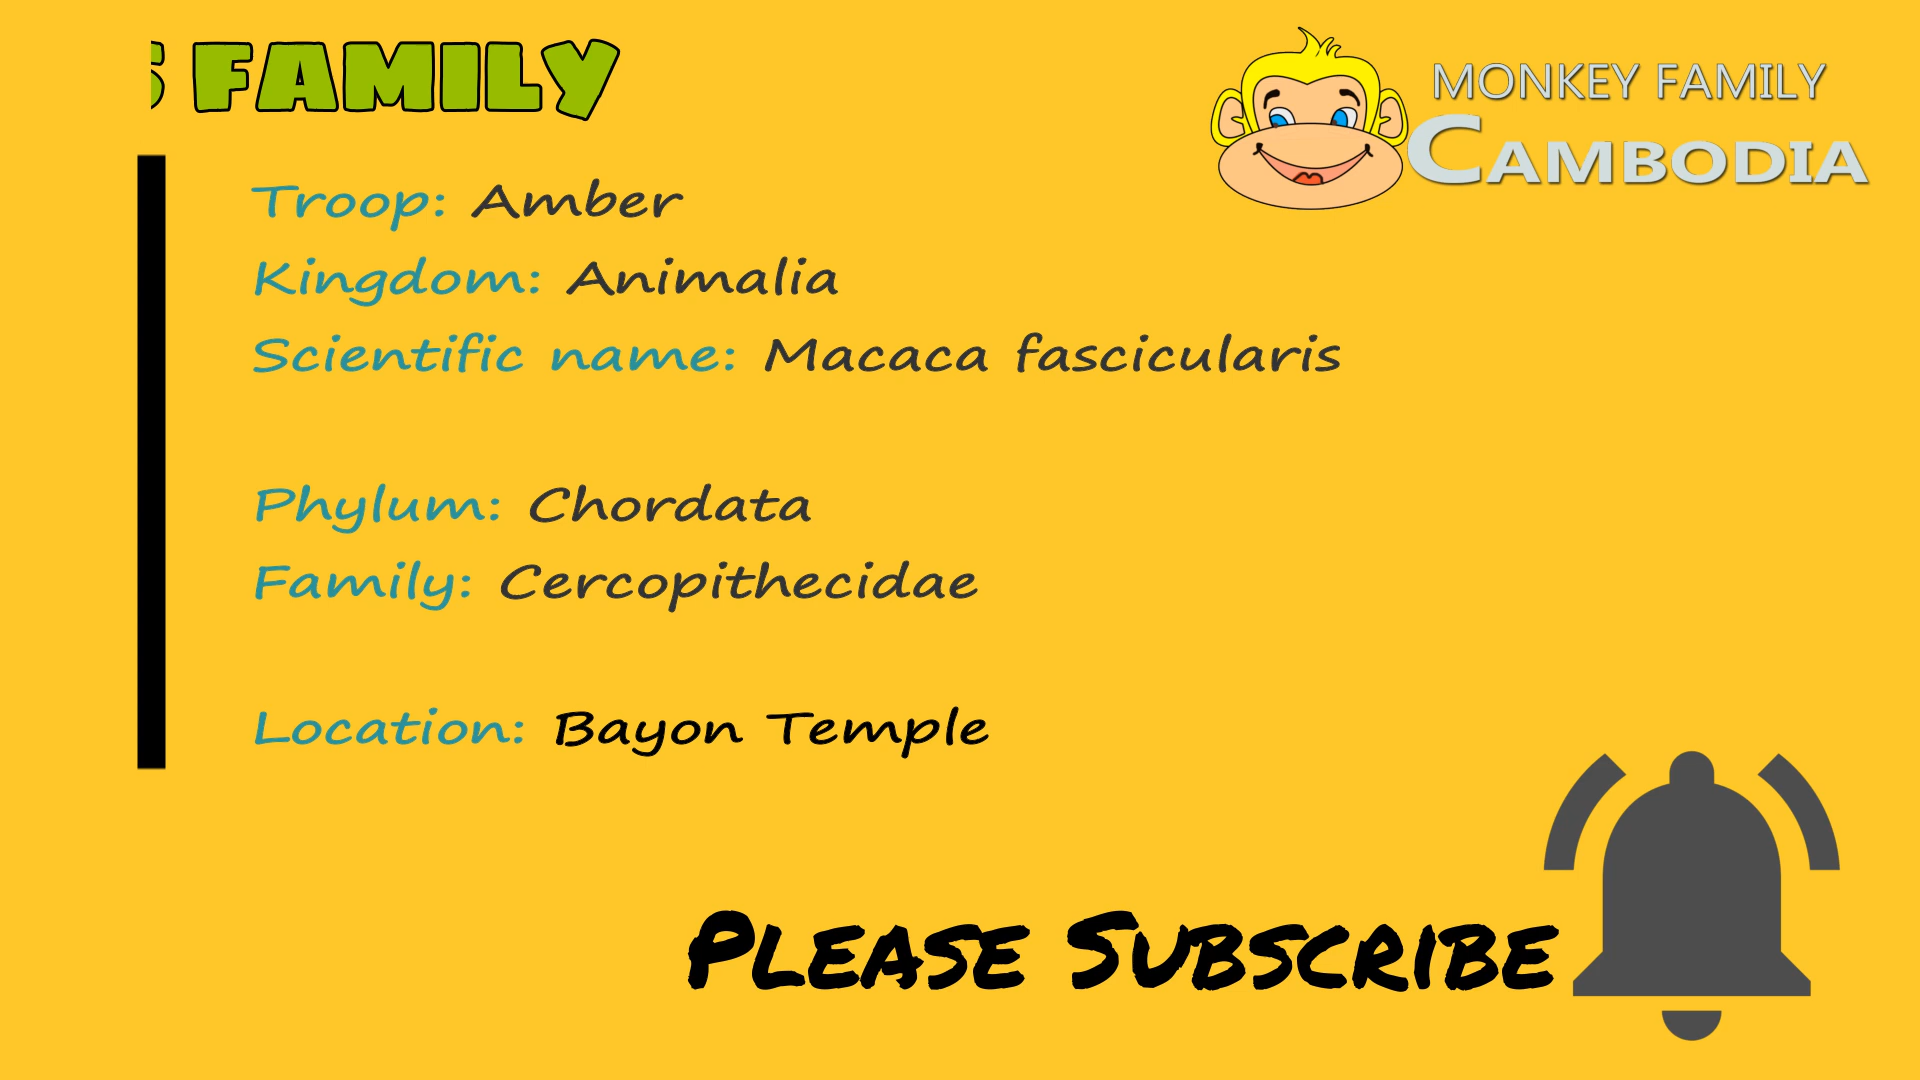 S FAMILY
MONKEY FAMILY
CAMBODIA
Troop: Amber
Kingdom: Animalia
Scientific name: Macaca fascicularis
Phylum: Chordata
Family: Cercopithecidae
Location: Bayon Temple
PLEASE SUBSCRIBE